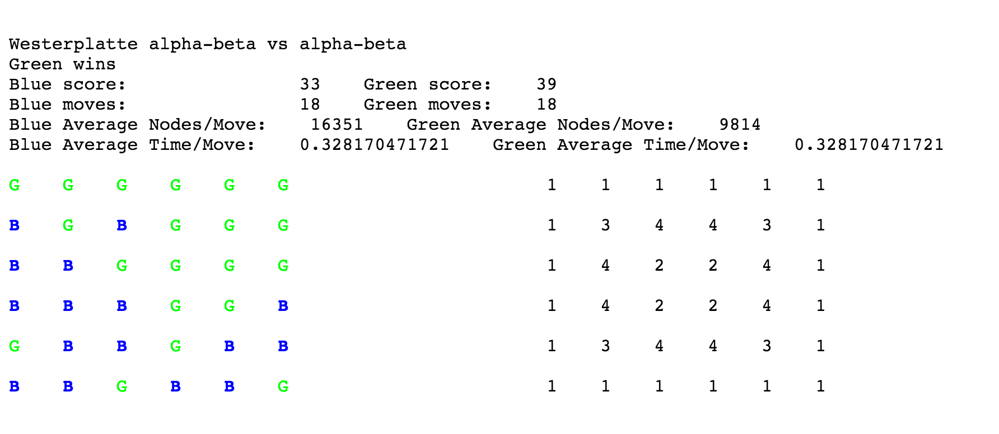 Westerplatte alpha-beta vs alpha-beta
Green wins
Blue score: 33 Green score: 39
Blue moves: 18 Green moves: 18
Blue Average Nodes/Move: 16351 Green Average Nodes/Move: 9814
Blue Average Time/Move: 0.328170471721 Green Average Time/Move: 0.328170471721
G G G G G G 1 1 1 1 1 1
B G B G G G 1 3 4 4 3 1
B B G G G G 1 4 2 2 4 1
B B B G G B 1 4 2 2 4 1
G B B G B B 1 3 4 4 3 1
B B G B B G 1 1 1 1 1 1